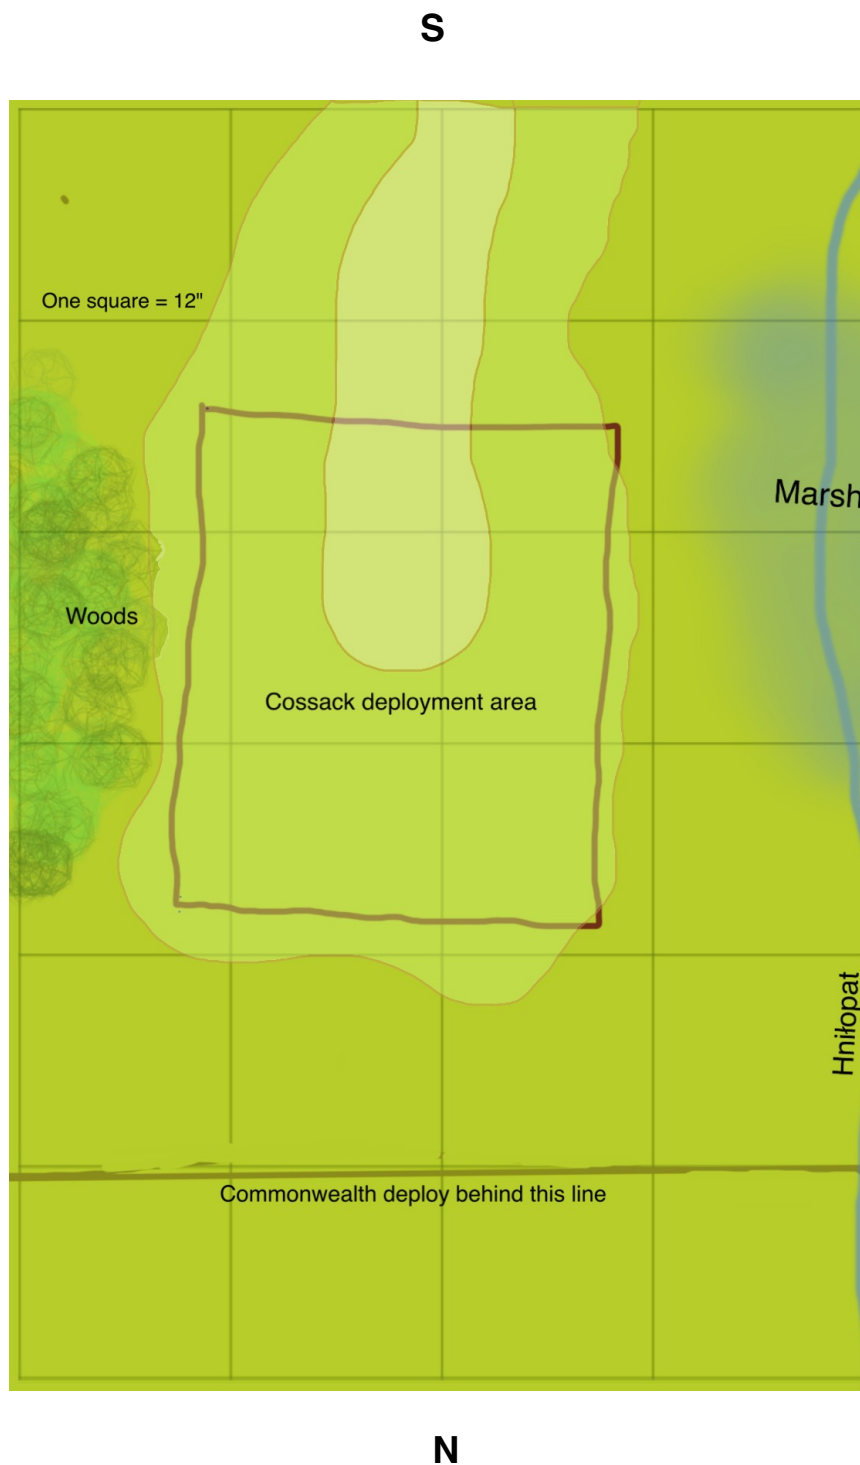 S
One square = 12"
Marsh
Woods
Cossack deployment area
Hniłopat
Commonwealth deploy behind this line
N